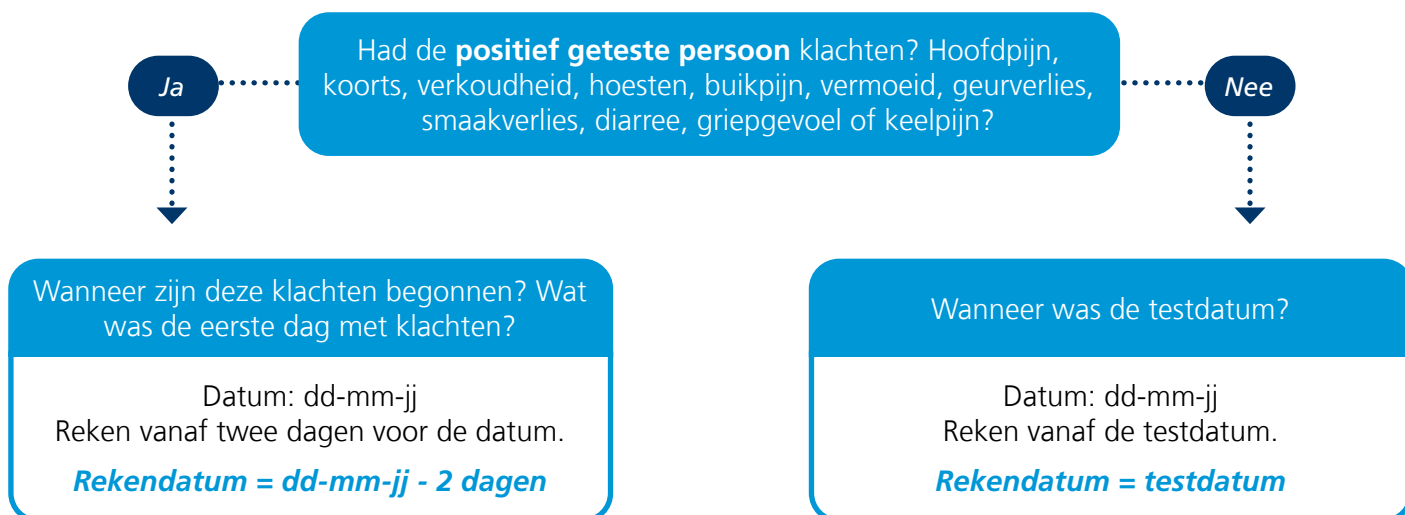 Had de positief geteste persoon klachten? Hoofdpijn,
koorts, verkoudheid, hoesten, buikpijn, vermoeid, geurverlies,
smaakverlies, diarree, griepgevoel of keelpijn?
Ja
Nee
Wanneer zijn deze klachten begonnen? Wat
was de eerste dag met klachten?
Datum: dd-mm-jj
Reken vanaf twee dagen voor de datum.
Rekendatum = dd-mm-jj - 2 dagen
Wanneer was de testdatum?
Datum: dd-mm-jj
Reken vanaf de testdatum.
Rekendatum = testdatum